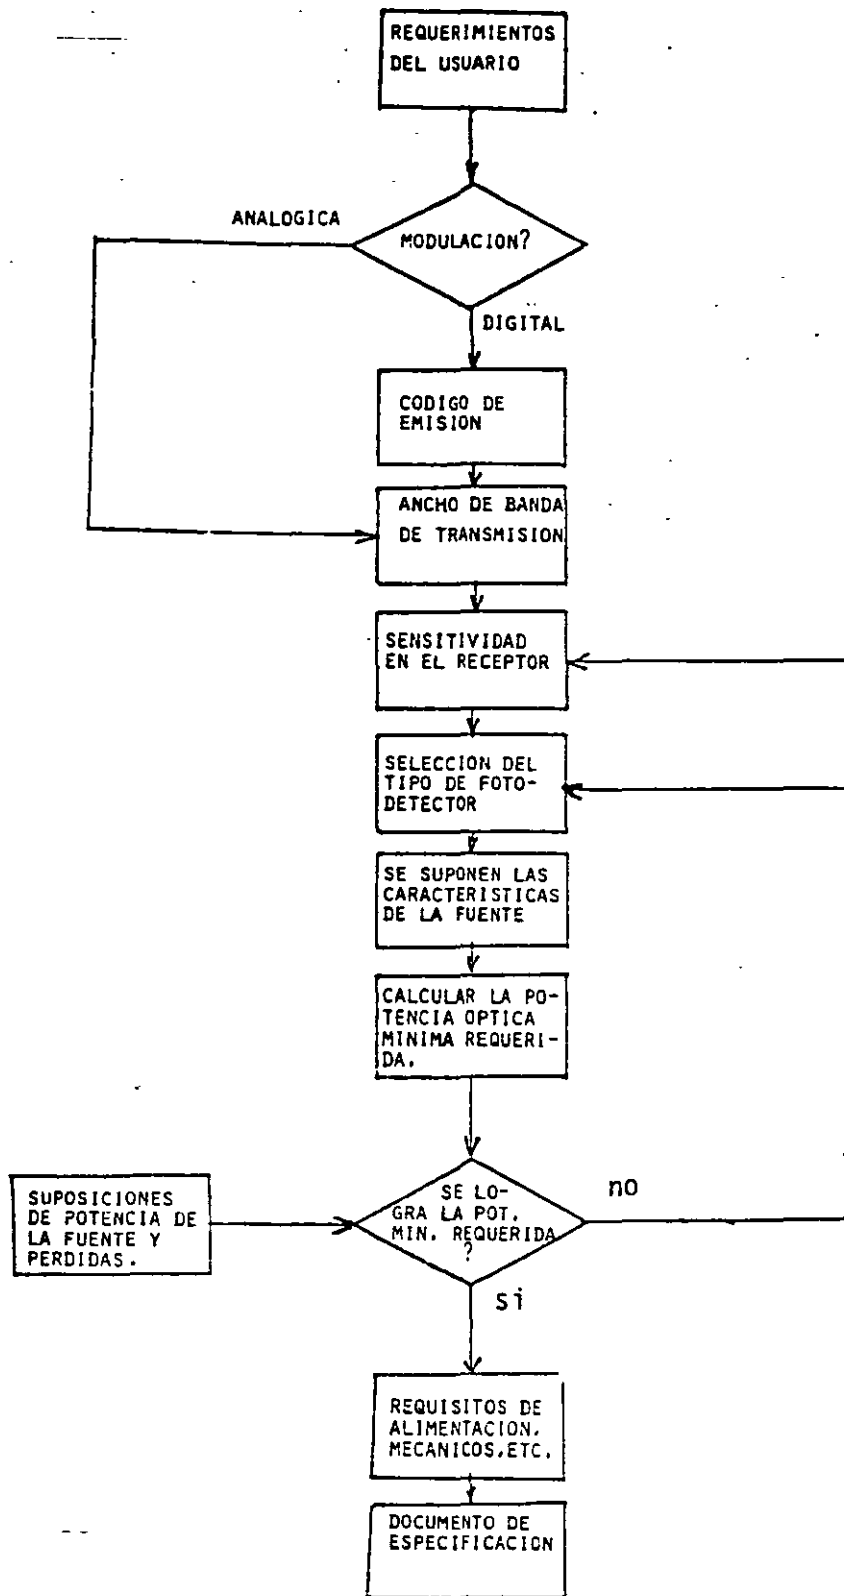 REQUERIMIENTOS
DEL USUARIO
ANALOGICA
MODULACION?
DIGITAL
CODIGO DE
EMISION
ANCHO DE BANDA
DE TRANSMISION
SENSITIVIDAD
EN EL RECEPTOR
SELECCION DEL
TIPO DE FOTO-
DETECTOR
SE SUPONEN LAS
CARACTERISTICAS
DE LA FUENTE
CALCULAR LA PO-
TENCIA OPTICA
MINIMA REQUERI-
DA.
SE LO-
GRA LA POT.
MIN. REQUERIDA
?
no
SUPOSICIONES
DE POTENCIA DE
LA FUENTE Y
PERDIDAS.
si
REQUISITOS DE
ALIMENTACION.
MECANICOS.ETC.
DOCUMENTO DE
ESPECIFICACION